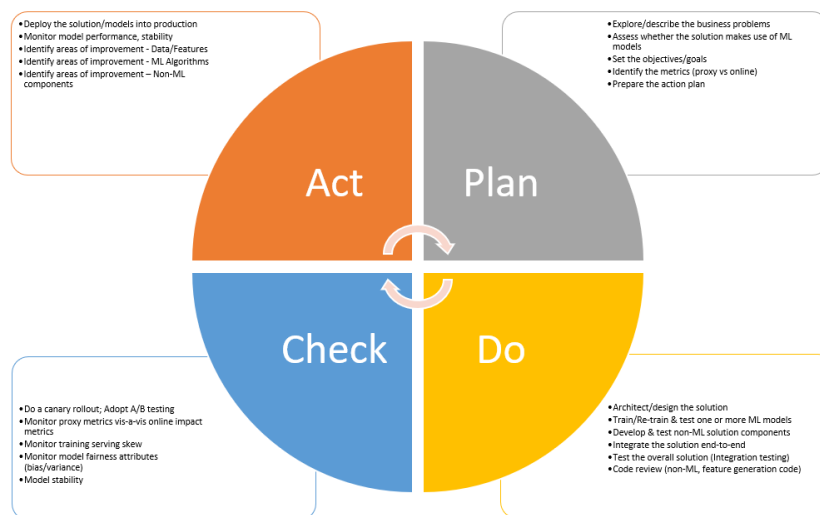 •Deploy the solution/models into production
•Monitor model performance, stability
•Identify areas of improvement - Data/Features
•Identify areas of improvement - ML Algorithms
•Identify areas of improvement – Non-ML
components
•Explore/describe the business problems
•Assess whether the solution makes use of ML
models
•Set the objectives/goals
•Identify the metrics (proxy vs online)
•Prepare the action plan
Act
Plan
Check
Do
•Do a canary rollout; Adopt A/B testing
•Monitor proxy metrics vis-a-vis online impact
metrics
•Monitor training serving skew
•Monitor model fairness attributes
(bias/variance)
•Model stability
•Architect/design the solution
•Train/Re-train & test one or more ML models
•Develop & test non-ML solution components
•Integrate the solution end-to-end
•Test the overall solution (Integration testing)
•Code review (non-ML, feature generation code)